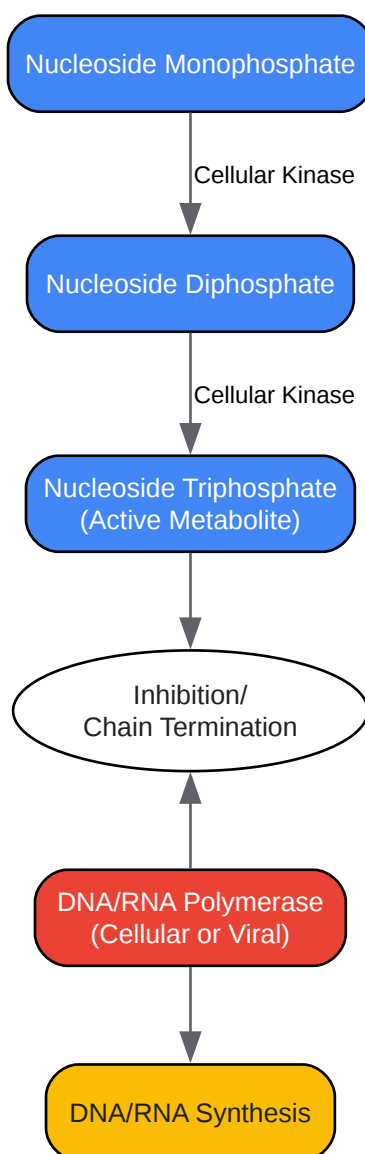 Nucleoside Monophosphate
Cellular Kinase
Nucleoside Diphosphate
Cellular Kinase
Nucleoside Triphosphate
(Active Metabolite)
Inhibition/
Chain Termination
DNA/RNA Polymerase
(Cellular or Viral)
DNA/RNA Synthesis